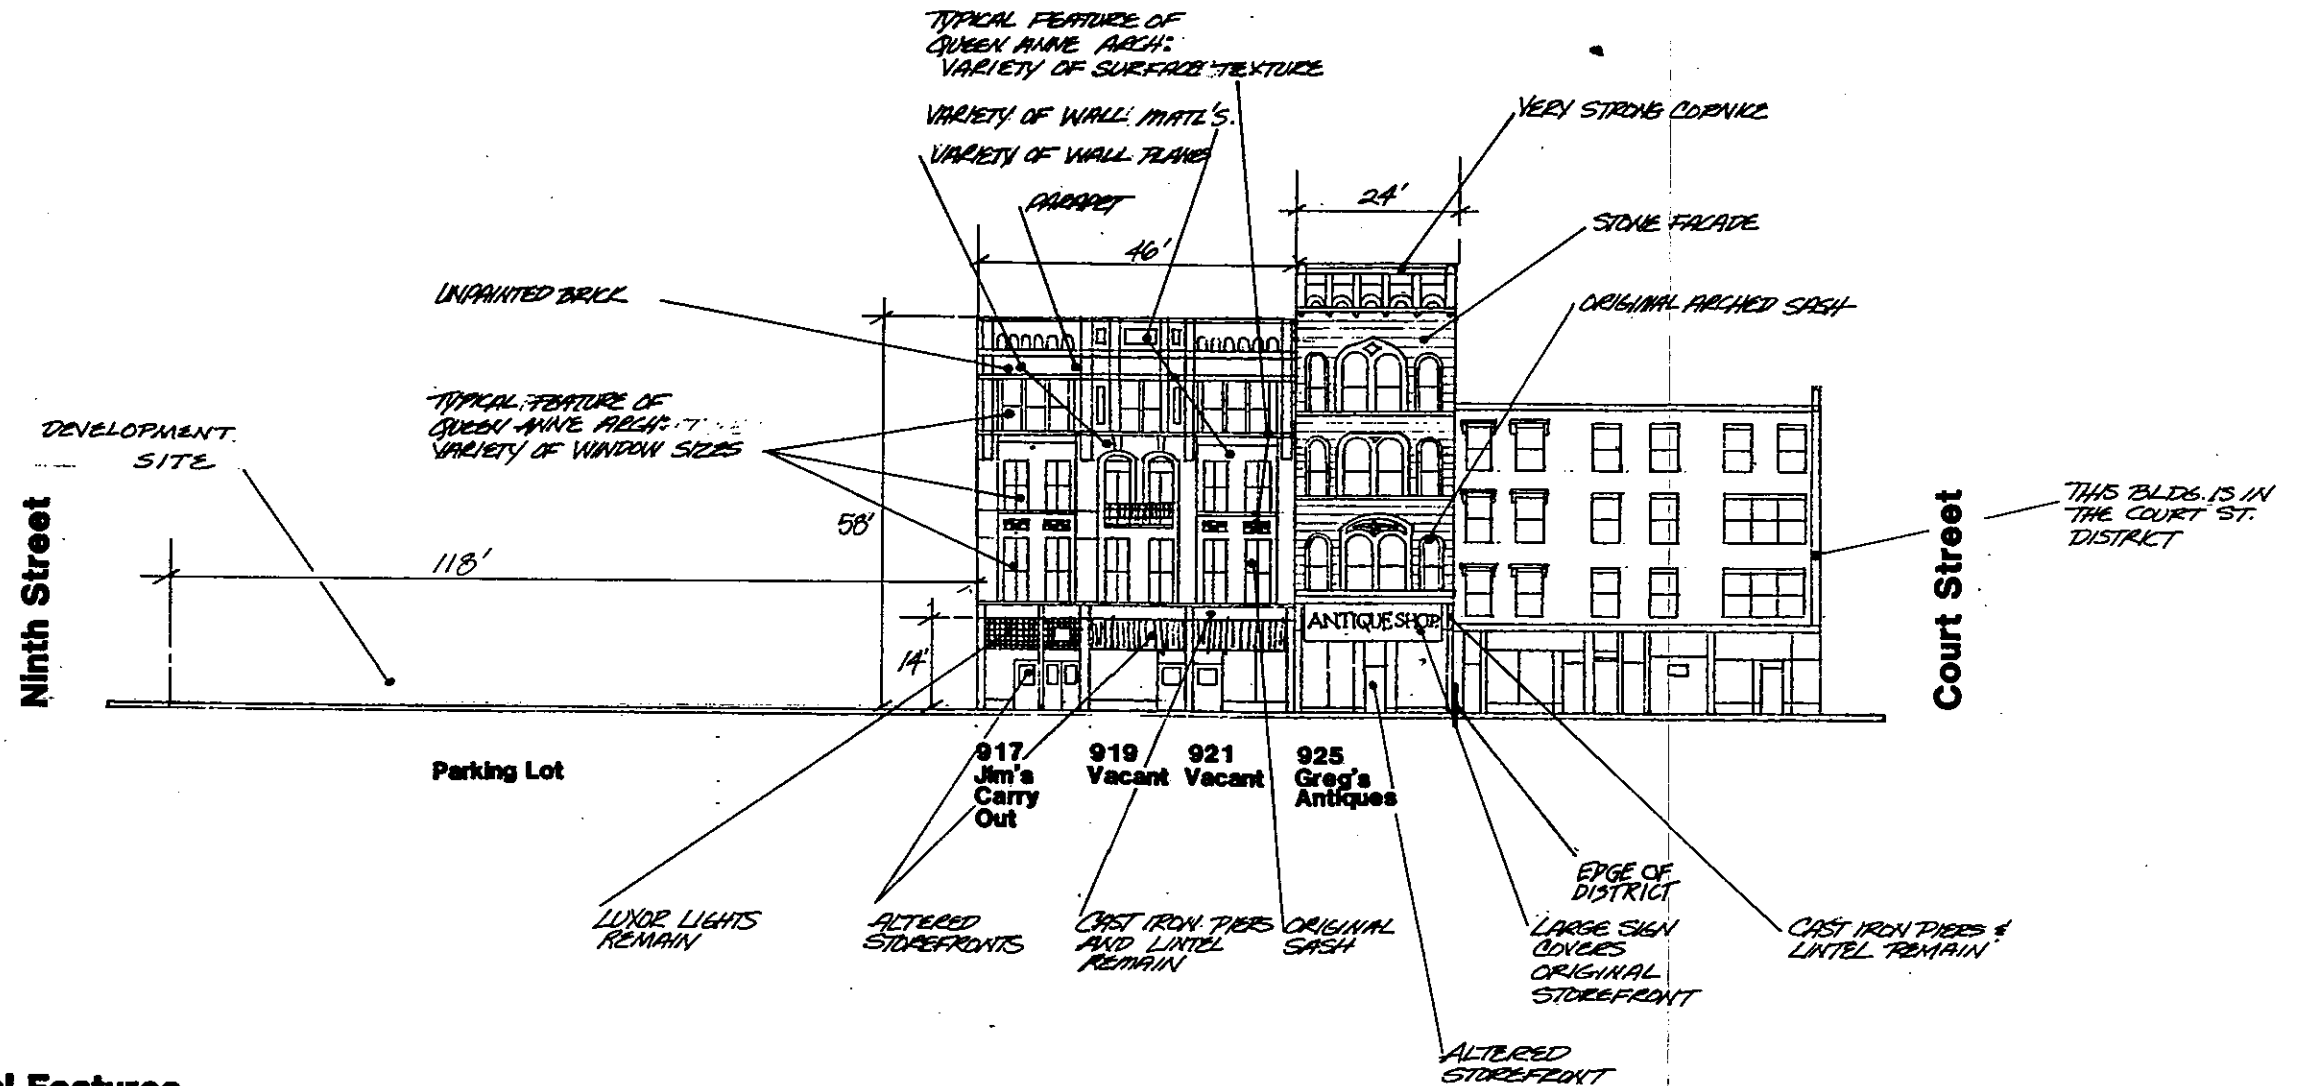 TYPICAL FEATURE OF
QUEEN ANNE ARCH:
VARIETY OF SURFACE TEXTURE
VARIETY OF WALL MATL'S.
VARIETY OF WALL PLANES
PARAPET
VERY STRONG CORNICE
24'
STONE FACADE
46'
UNPAINTED BRICK
ORIGINAL ARCHED SASH
TYPICAL FEATURE OF
QUEEN ANNE ARCH:
VARIETY OF WINDOW SIZES
DEVELOPMENT
SITE
Ninth Street
118'
58'
14'
ANTIQUE SHOP
Court Street
THIS BLDG. IS IN
THE COURT ST.
DISTRICT
Parking Lot
917
Jim's
Carry
Out
919
Vacant
921
Vacant
925
Greg's
Antiques
LUXOR LIGHTS
REMAIN
ALTERED
STOREFRONTS
CAST IRON PIERS
AND LINTEL
REMAIN
ORIGINAL
SASH
EDGE OF
DISTRICT
LARGE SIGN
COVERS
ORIGINAL
STOREFRONT
CAST IRON PIERS &
LINTEL REMAIN
ALTERED
STOREFRONT
Features